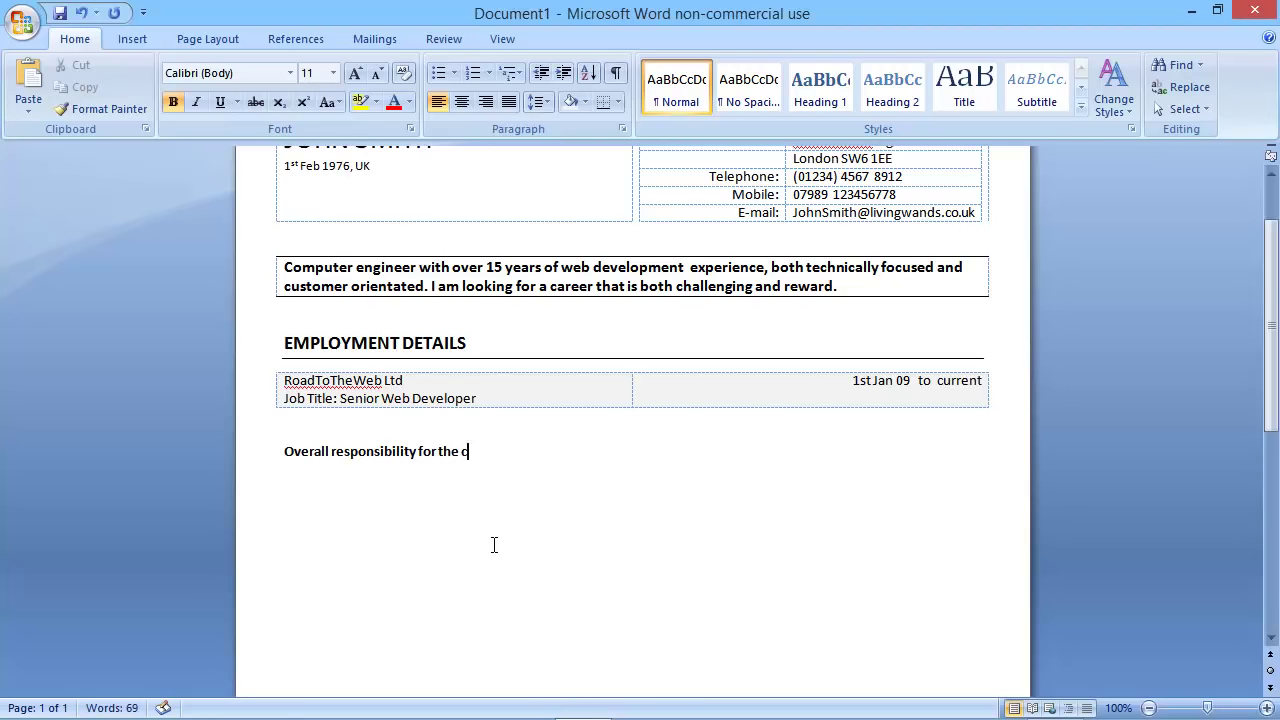 Document1 - Microsoft Word non-commercial use
Home Insert Page Layout References Mailings Review View
Paste
Cut
Copy
Format Painter
Clipboard
Calibri (Body) 11
Font
Paragraph
AaBbCcDc AaBbCcDc AaBbC AaBbCc AaB AaBbCc.
¶ Normal ¶ No Spaci... Heading 1 Heading 2 Title Subtitle
Change Styles
Styles
Find
Replace
Select
Editing
JOHN SMITH
1st Feb 1976, UK
London SW6 1EE
Telephone: (01234) 4567 8912
Mobile: 07989 123456778
E-mail: JohnSmith@livingwands.co.uk
Computer engineer with over 15 years of web development experience, both technically focused and
customer orientated. I am looking for a career that is both challenging and reward.
EMPLOYMENT DETAILS
RoadToTheWeb Ltd 1st Jan 09 to current
Job Title: Senior Web Developer
Overall responsibility for the c
Page: 1 of 1 Words: 69 100%